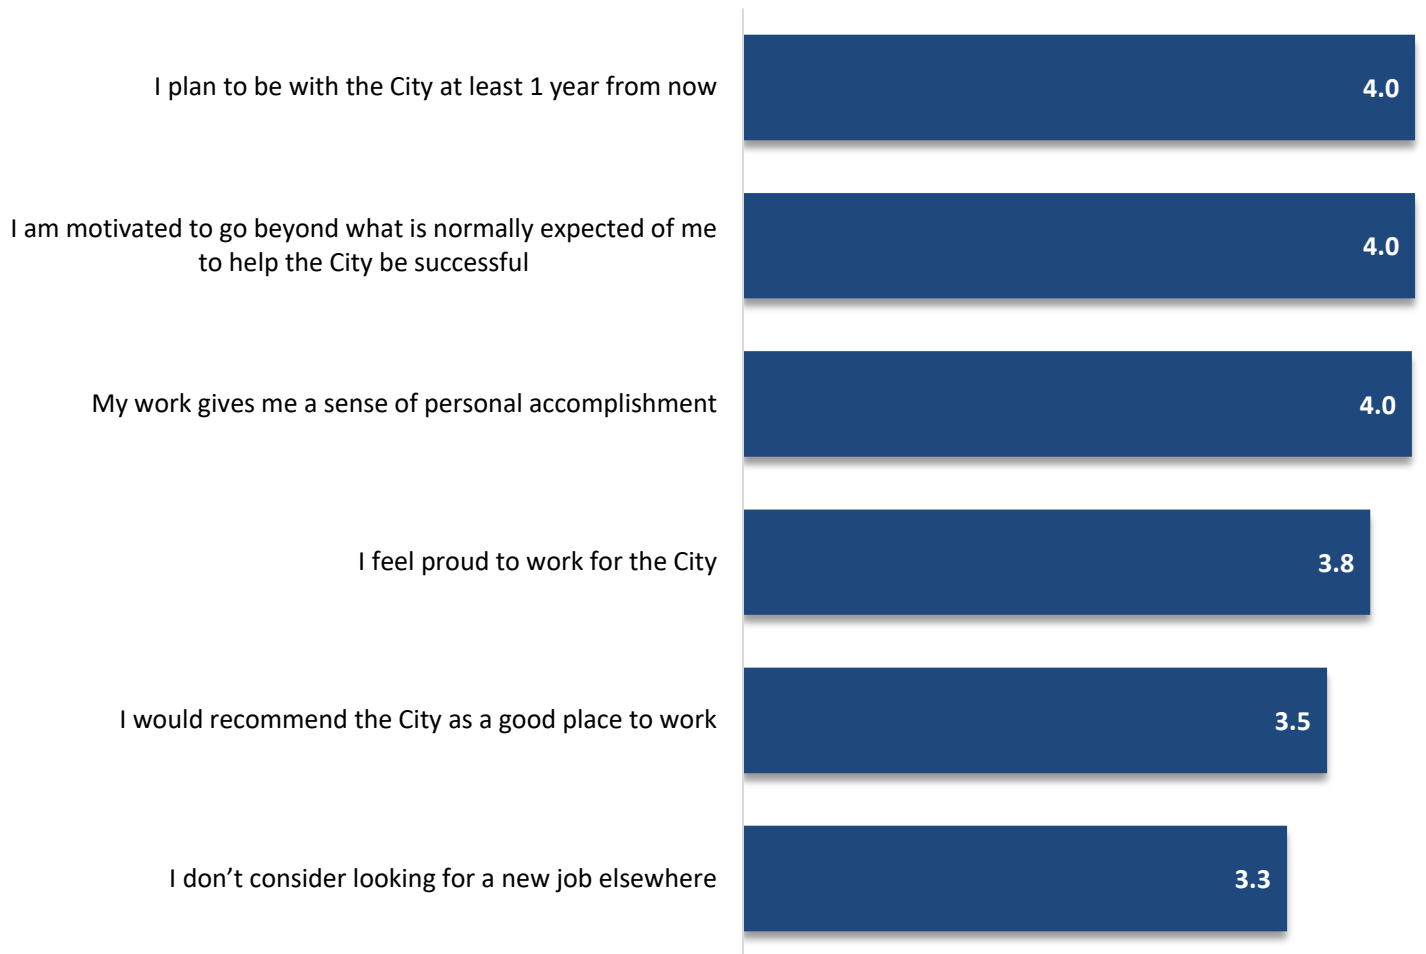 I plan to be with the City at least 1 year from now
4.0
I am motivated to go beyond what is normally expected of me
to help the City be successful
4.0
My work gives me a sense of personal accomplishment
4.0
I feel proud to work for the City
3.8
I would recommend the City as a good place to work
3.5
I don’t consider looking for a new job elsewhere
3.3